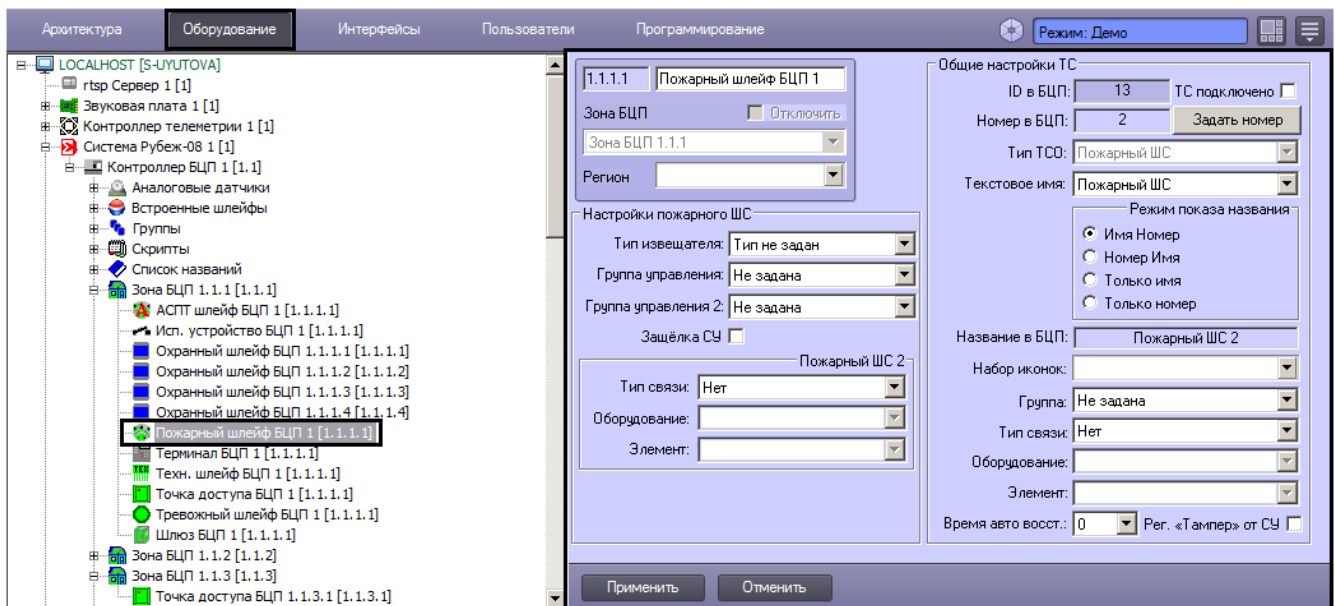 Архитектура Оборудование Интерфейсы Пользователи Программирование Режим: Демо
LOCALHOST [S-UYUTOVA]
rtsp Сервер 1 [1]
Звуковая плата 1 [1]
Контроллер телеметрии 1 [1]
Система Рубеж-08 1 [1]
Контроллер БЦП 1 [1.1]
Аналоговые датчики
Встроенные шлейфы
Группы
Скрипты
Список названий
Зона БЦП 1.1.1 [1.1.1]
АСПТ шлейф БЦП 1 [1.1.1.1]
Исп. устройство БЦП 1 [1.1.1.1]
Охранный шлейф БЦП 1.1.1.1 [1.1.1.1]
Охранный шлейф БЦП 1.1.1.2 [1.1.1.2]
Охранный шлейф БЦП 1.1.1.3 [1.1.1.3]
Охранный шлейф БЦП 1.1.1.4 [1.1.1.4]
Пожарный шлейф БЦП 1 [1.1.1.1]
Терминал БЦП 1 [1.1.1.1]
Техн. шлейф БЦП 1 [1.1.1.1]
Точка доступа БЦП 1 [1.1.1.1]
Тревожный шлейф БЦП 1 [1.1.1.1]
Шлюз БЦП 1 [1.1.1.1]
Зона БЦП 1.1.2 [1.1.2]
Зона БЦП 1.1.3 [1.1.3]
Точка доступа БЦП 1.1.3.1 [1.1.3.1]
1.1.1.1 Пожарный шлейф БЦП 1
Зона БЦП Отключить
Зона БЦП 1.1.1
Регион
Настройки пожарного ШС
Тип извещателя: Тип не задан
Группа управления: Не задана
Группа управления 2: Не задана
Защёлка СУ
Пожарный ШС 2
Тип связи: Нет
Оборудование:
Элемент:
Общие настройки ТС
ID в БЦП: 13 ТС подключено
Номер в БЦП: 2 Задать номер
Тип ТСО: Пожарный ШС
Текстовое имя: Пожарный ШС
Режим показа названия
Имя Номер
Номер Имя
Только имя
Только номер
Название в БЦП: Пожарный ШС 2
Набор иконок:
Группа: Не задана
Тип связи: Нет
Оборудование:
Элемент:
Время авто восст.: 0 Рег. «Тампер» от СУ
Применить Отменить